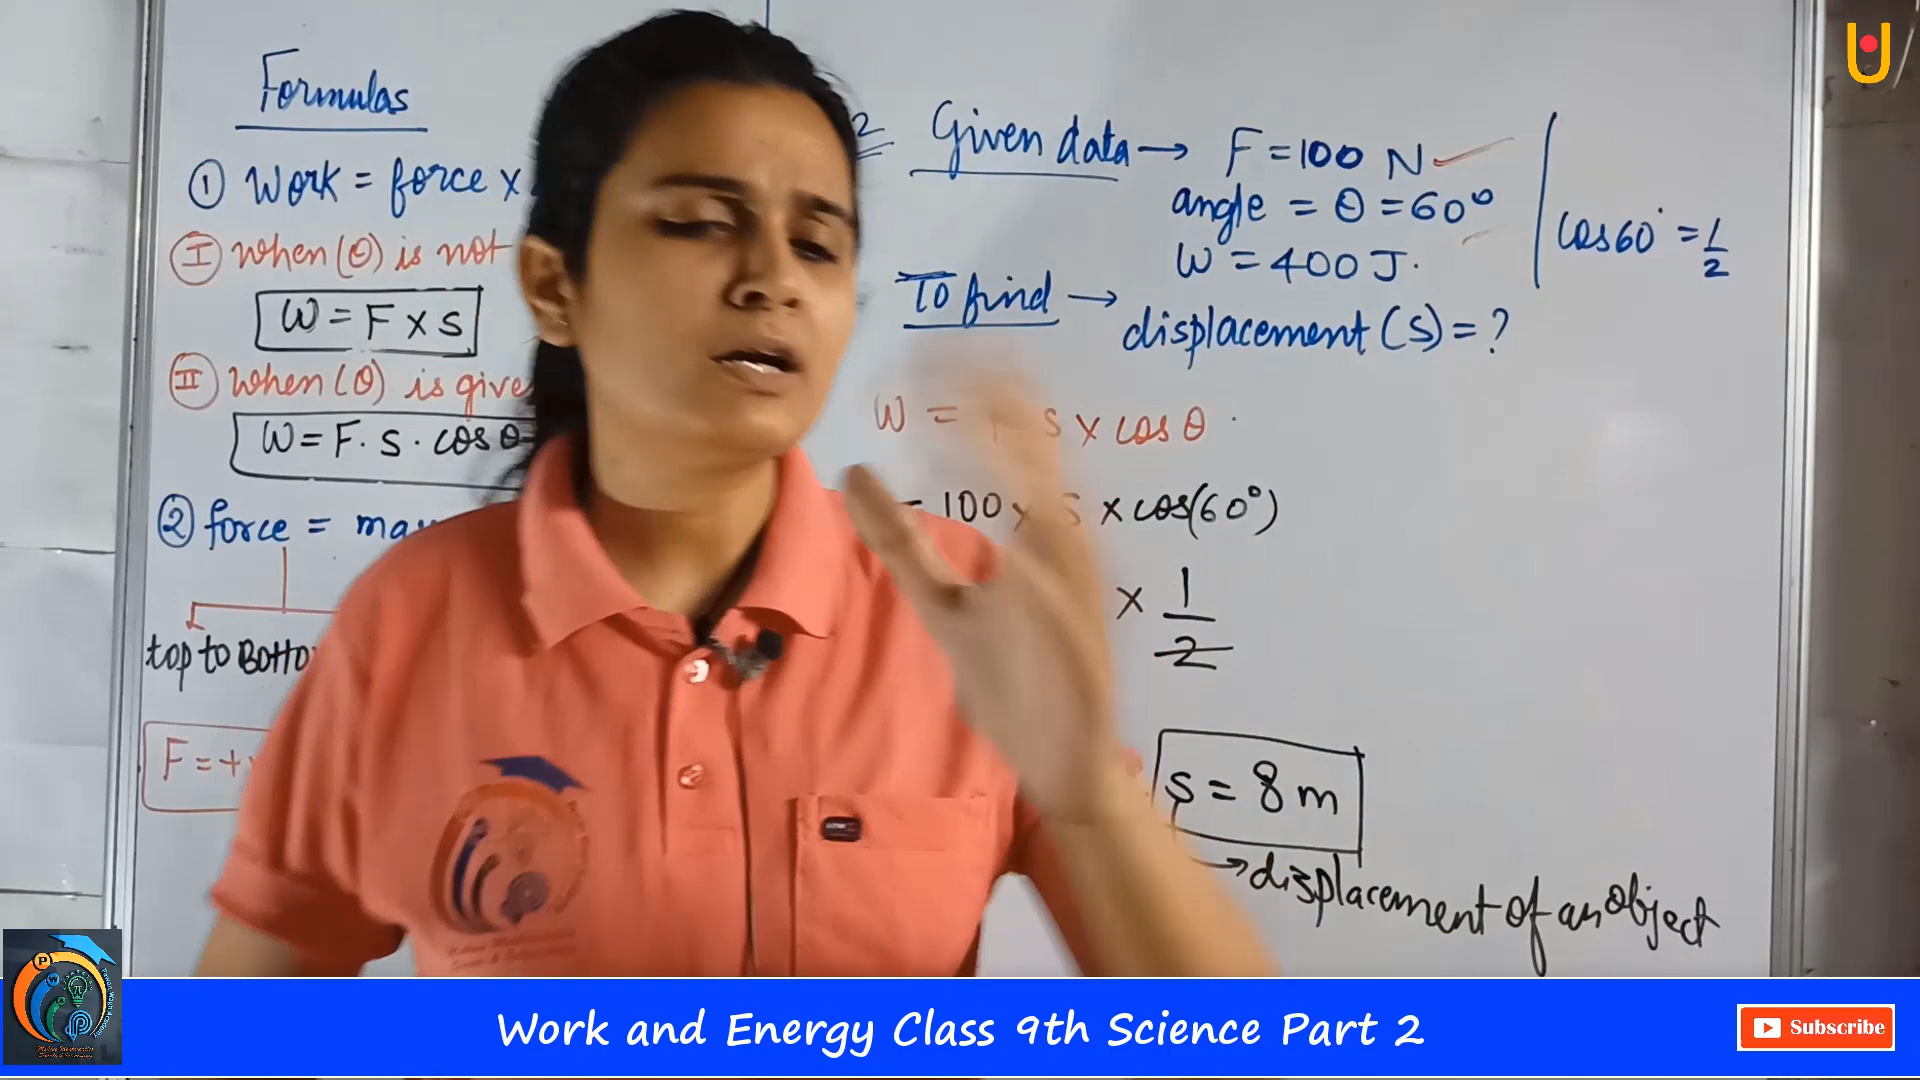 Formulas
① Work = force ×
Ⅰ when (θ) is not
W = F × s
Ⅱ when (θ) is give
W = F · s · cos θ
② force = ma
top to Botto
F = +
2
Given data → F = 100 N
angle = θ = 60°
W = 400 J.
cos 60° = 1/2
To find →
displacement (s) = ?
W = s × cos θ
= 100 × s × cos(60°)
× 1/2
s = 8 m
→ displacement of an object
Work and Energy Class 9th Science Part 2
Subscribe